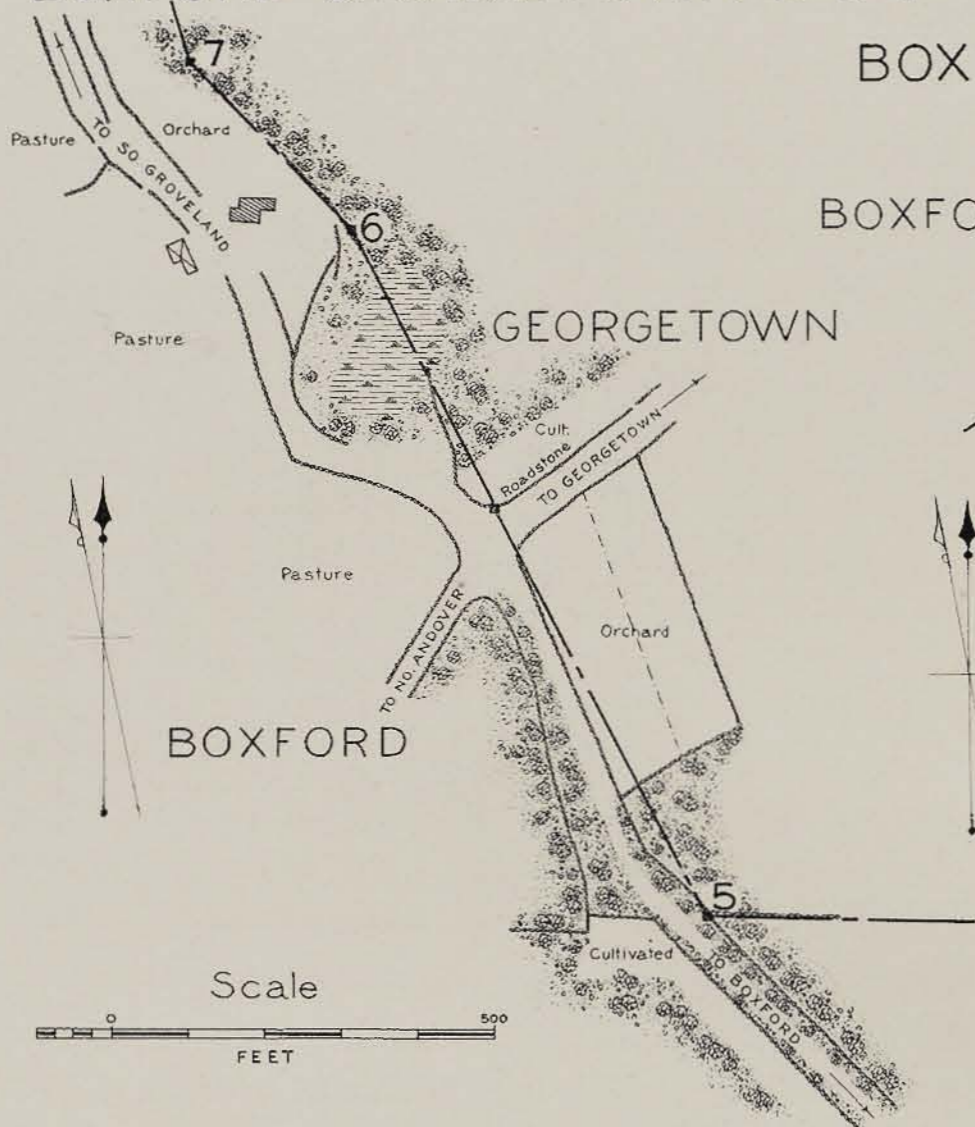 7
BOX
Orchard
Pasture
TO SO. GROVELAND
6
BOXFO
GEORGETOWN
Pasture
Cult.
Roadstone
TO GEORGETOWN
Pasture
Orchard
TO NO. ANDOVER
BOXFORD
5
Cultivated
TO BOXFORD
Scale
0 500
FEET